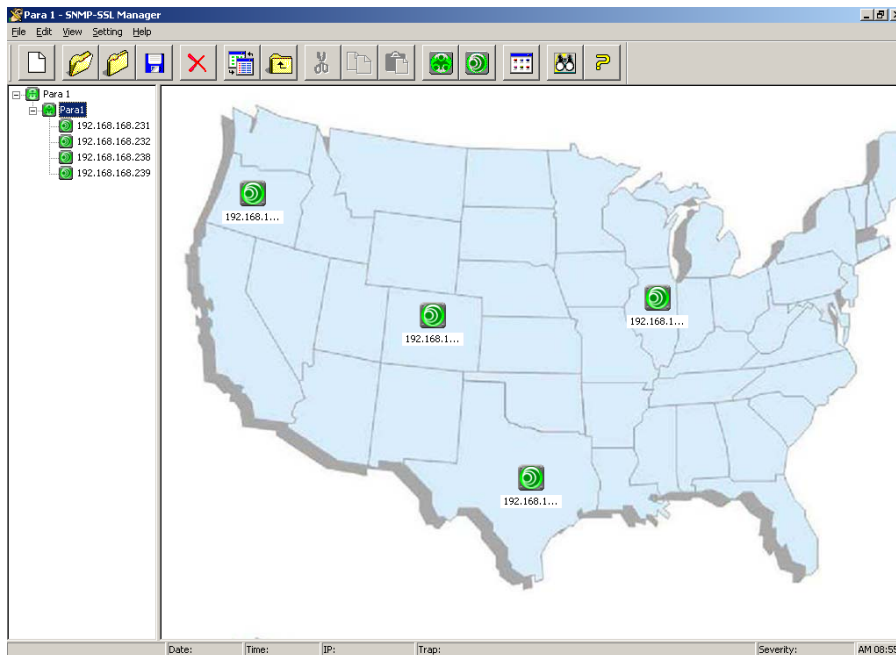 Para 1 - SNMP-SSL Manager
File Edit View Setting Help
Para 1
Para1
192.168.168.231
192.168.168.232
192.168.168.238
192.168.168.239
192.168.1...
192.168.1...
192.168.1...
192.168.1...
Date: Time: IP: Trap: Severity: AM 08:55